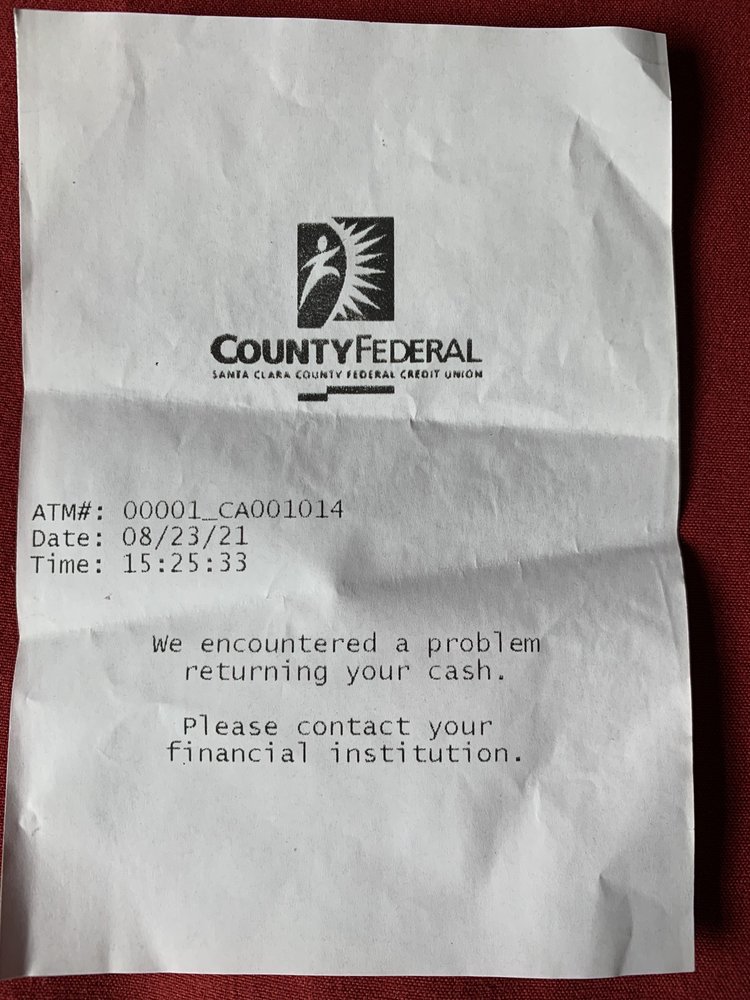 COUNTYFEDERAL
SANTA CLARA COUNTY FEDERAL CREDIT UNION
ATM#: 00001_CA001014
Date: 08/23/21
Time: 15:25:33
We encountered a problem
returning your cash.
Please contact your
financial institution.